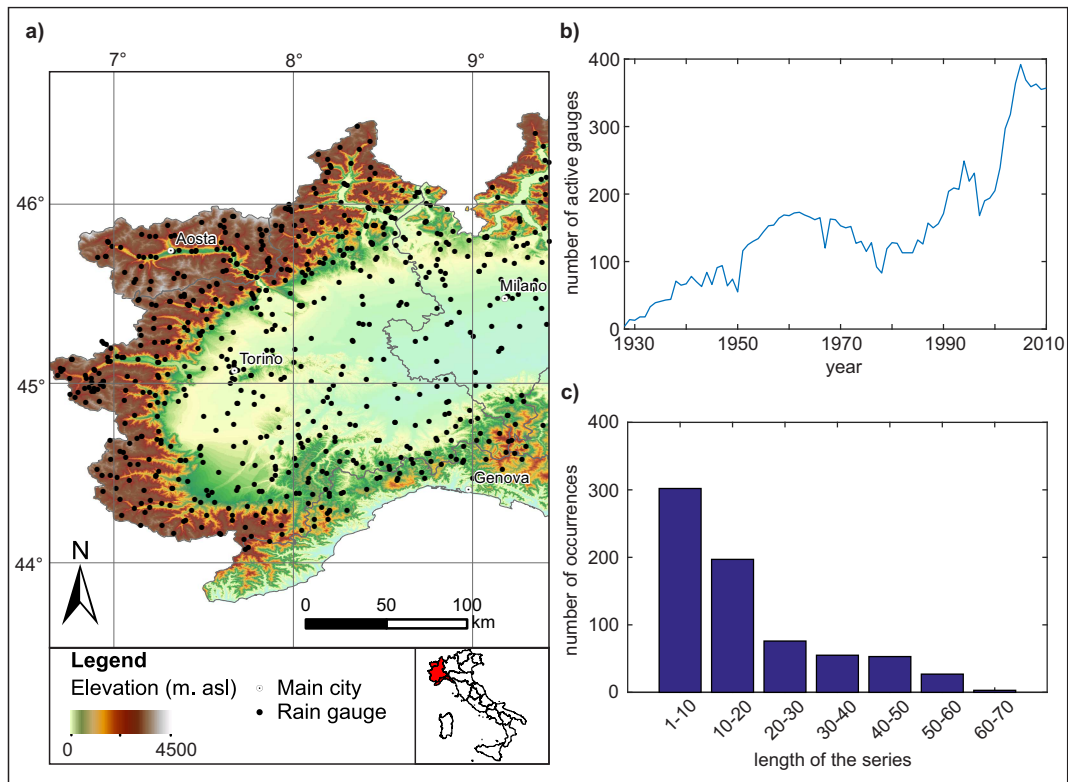 a)
7°
8°
9°
46°
45°
44°
Aosta
Milano
Torino
Genova
N
0
50
100
km
Legend
Elevation (m. asl)
0
4500
Main city
Rain gauge
b)
number of active gauges
400
300
200
100
0
1930
1950
1970
1990
2010
year
c)
number of occurrences
400
300
200
100
0
1-10
10-20
20-30
30-40
40-50
50-60
60-70
length of the series